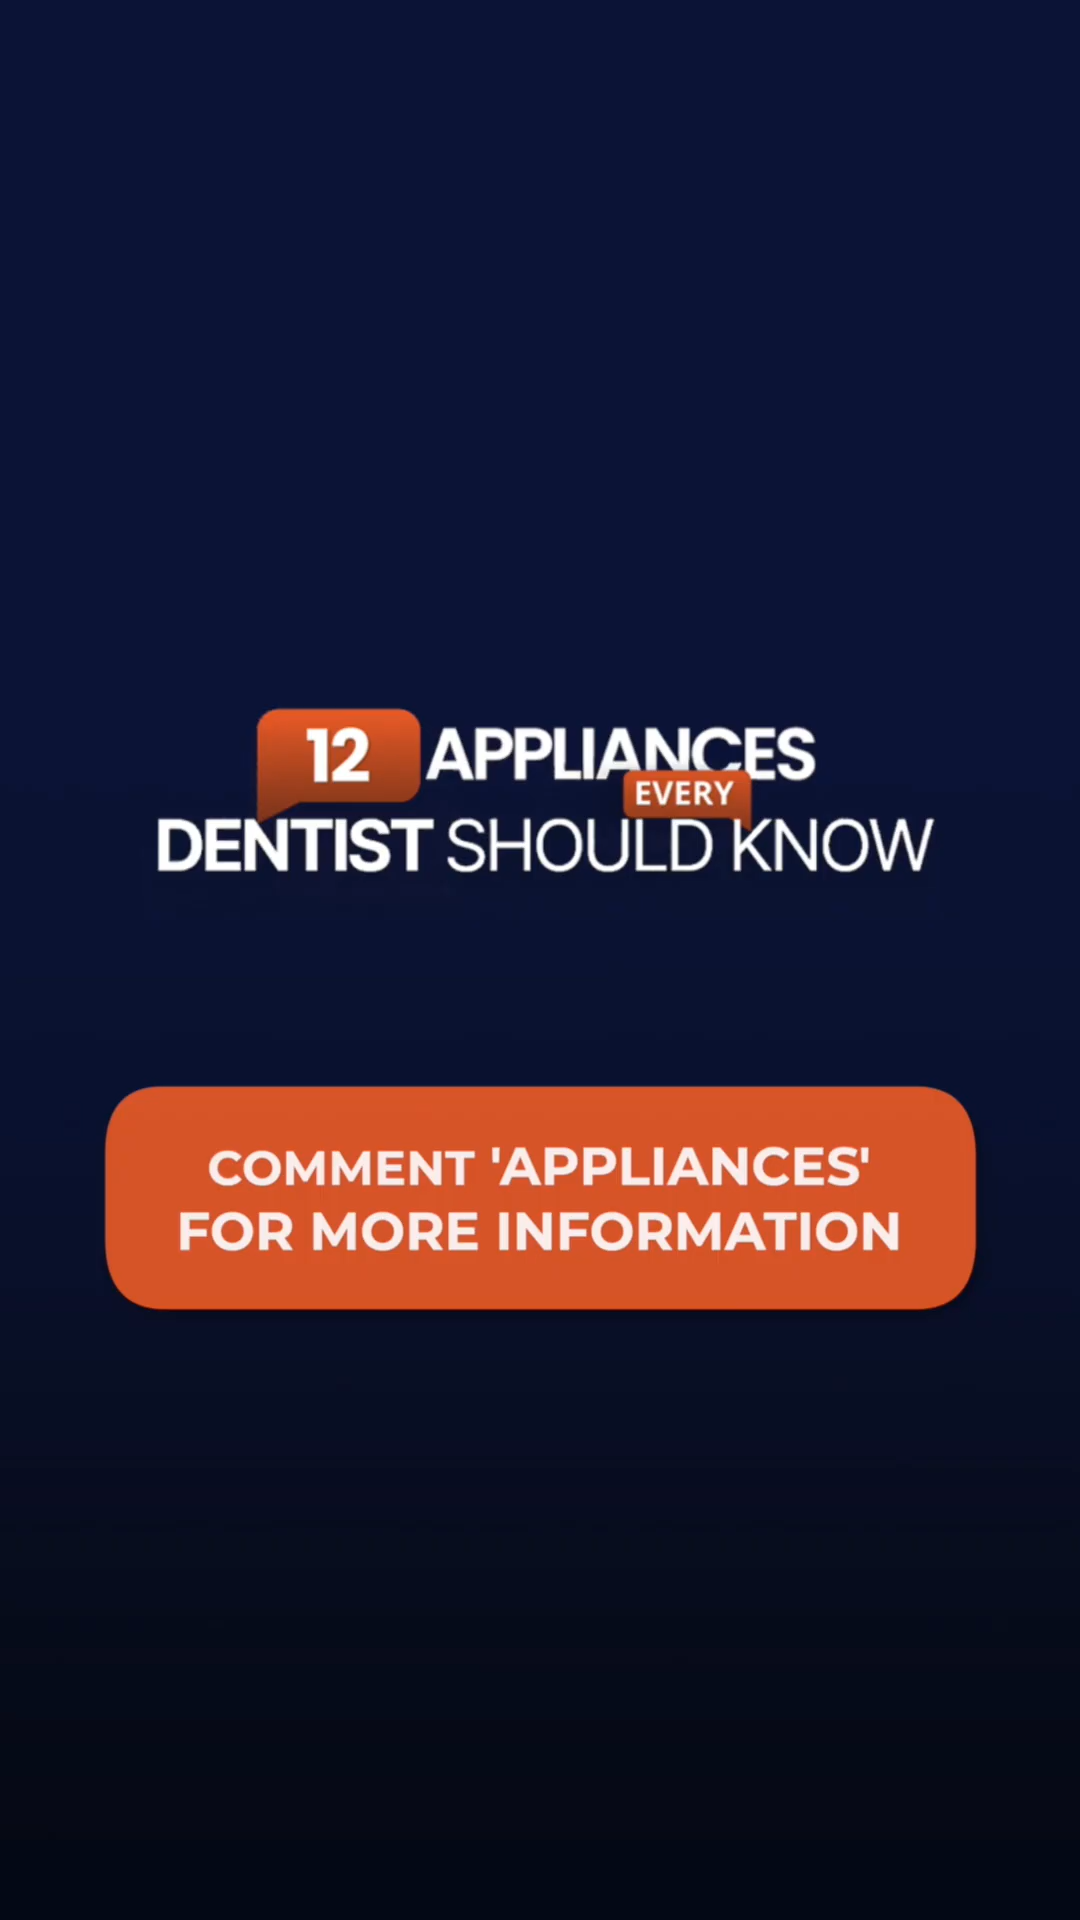 12 APPLIANCES
EVERY
DENTIST SHOULD KNOW
COMMENT 'APPLIANCES'
FOR MORE INFORMATION